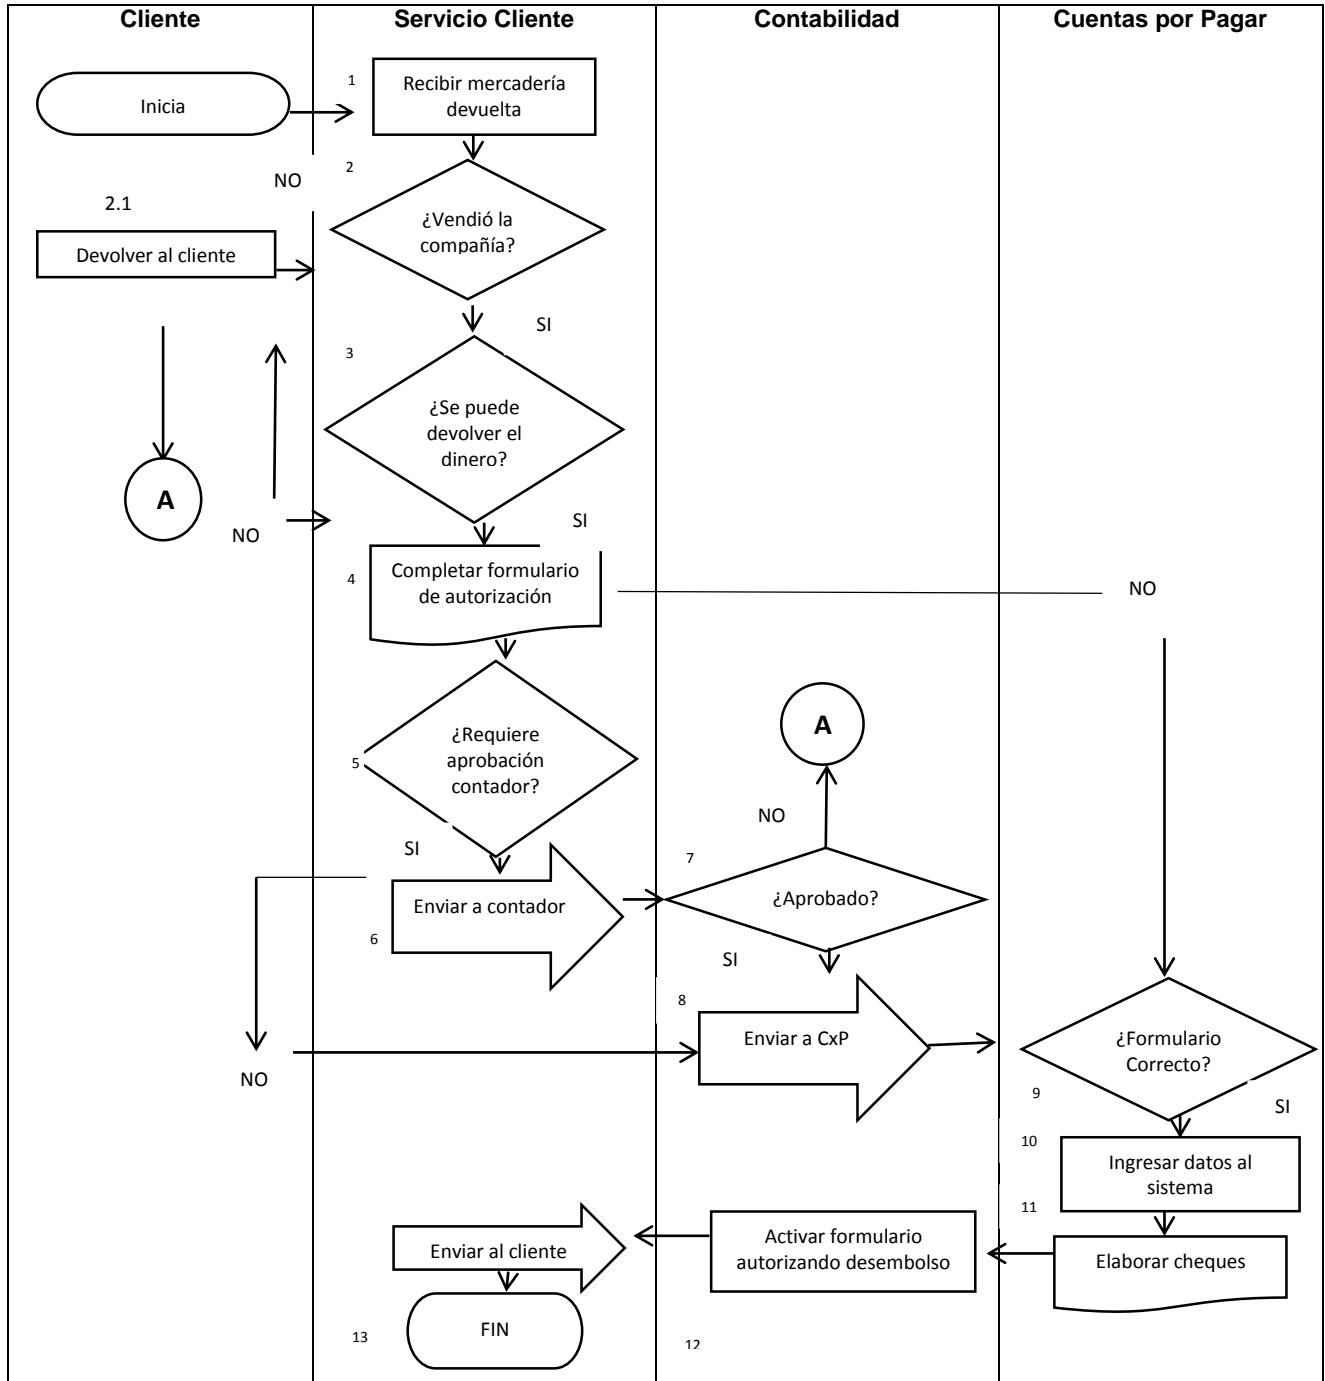 Cliente
Servicio Cliente
Contabilidad
Cuentas por Pagar
Inicia
1
Recibir mercadería
devuelta
NO
2
2.1
Devolver al cliente
¿Vendió la
compañía?
SI
3
¿Se puede
devolver el
dinero?
A
NO
SI
4
Completar formulario
de autorización
NO
5
¿Requiere
aprobación
contador?
A
NO
SI
7
¿Aprobado?
Enviar a contador
6
SI
8
Enviar a CxP
¿Formulario
Correcto?
NO
9
SI
10
Ingresar datos al
sistema
11
Enviar al cliente
Activar formulario
autorizando desembolso
Elaborar cheques
13
FIN
12